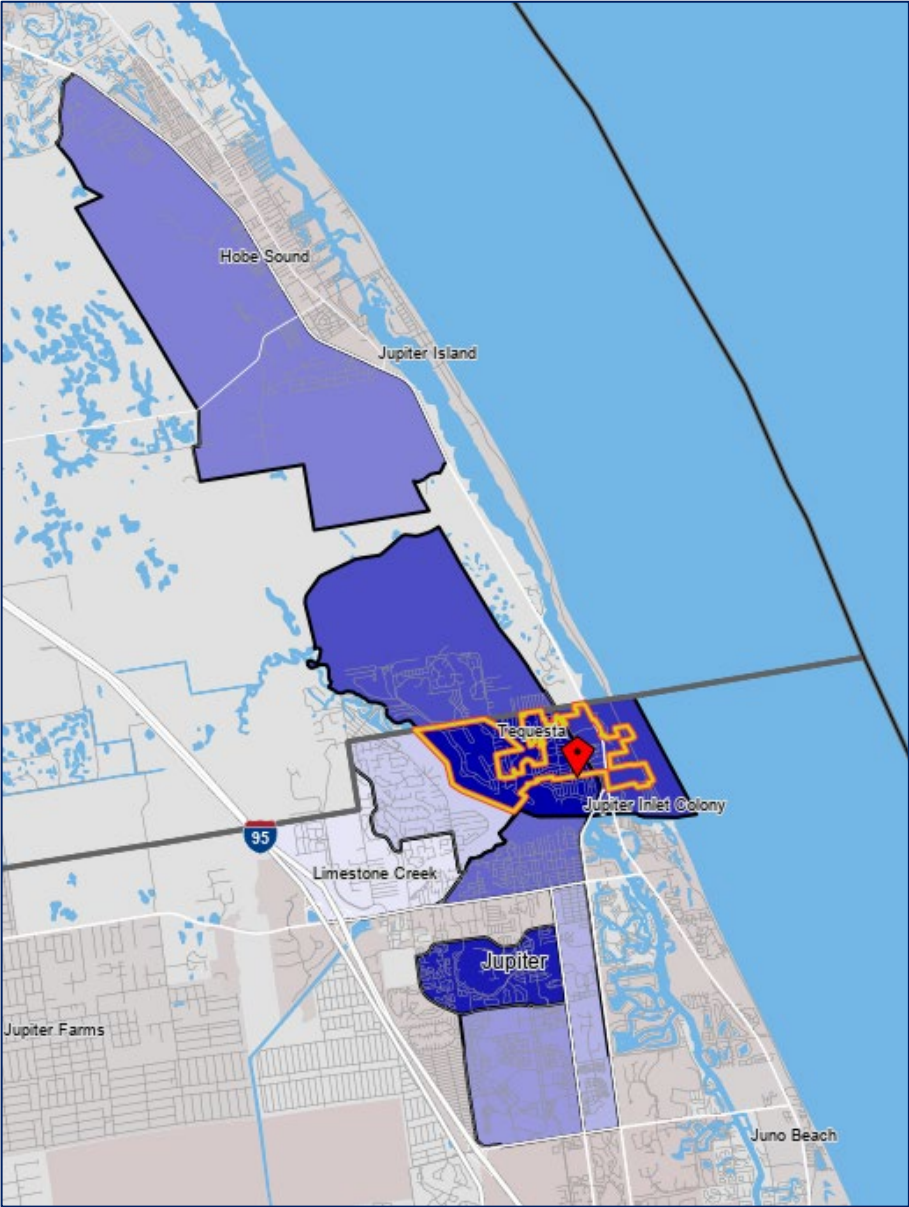 Hobe Sound
Jupiter Island
Tequesta
Jupiter Inlet Colony
95
Limestone Creek
Jupiter
Jupiter Farms
Juno Beach